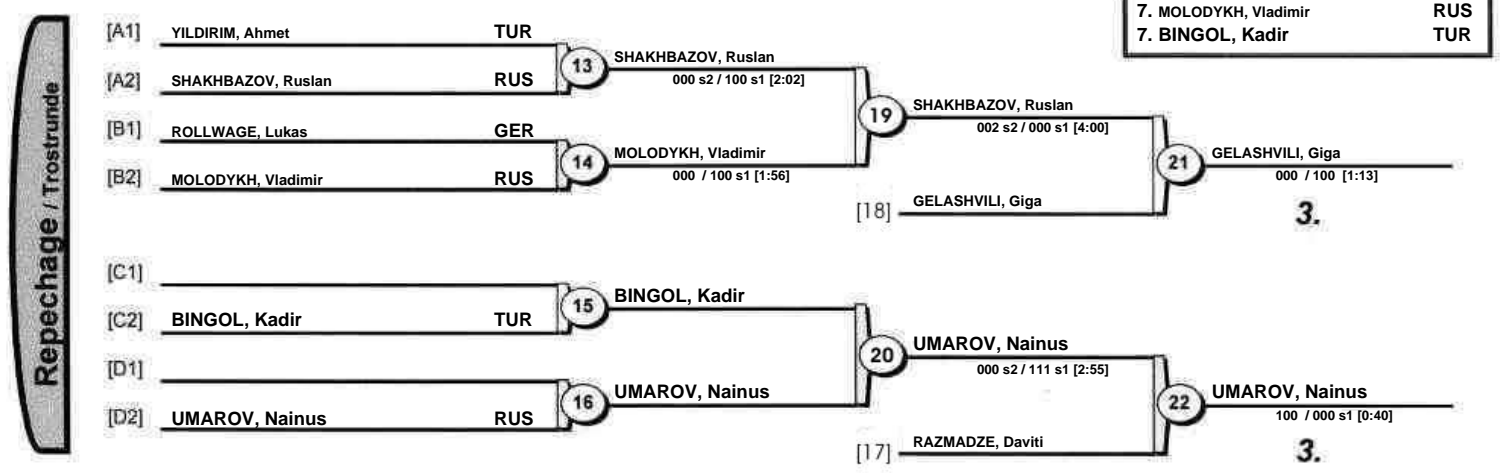 7. MOLODYKH, Vladimir RUS
7. BINGOL, Kadir TUR
Repechage / Trostrunde
[A1] YILDIRIM, Ahmet TUR
13 SHAKHBAZOV, Ruslan
000 s2 / 100 s1 [2:02]
[A2] SHAKHBAZOV, Ruslan RUS
19 SHAKHBAZOV, Ruslan
002 s2 / 000 s1 [4:00]
[B1] ROLLWAGE, Lukas GER
14 MOLODYKH, Vladimir
000 / 100 s1 [1:56]
[B2] MOLODYKH, Vladimir RUS
21 GELASHVILI, Giga
000 / 100 [1:13]
[18] GELASHVILI, Giga
3.
[C1]
15 BINGOL, Kadir
[C2] BINGOL, Kadir TUR
20 UMAROV, Nainus
000 s2 / 111 s1 [2:55]
[D1]
16 UMAROV, Nainus
[D2] UMAROV, Nainus RUS
22 UMAROV, Nainus
100 / 000 s1 [0:40]
[17] RAZMADZE, Daviti
3.